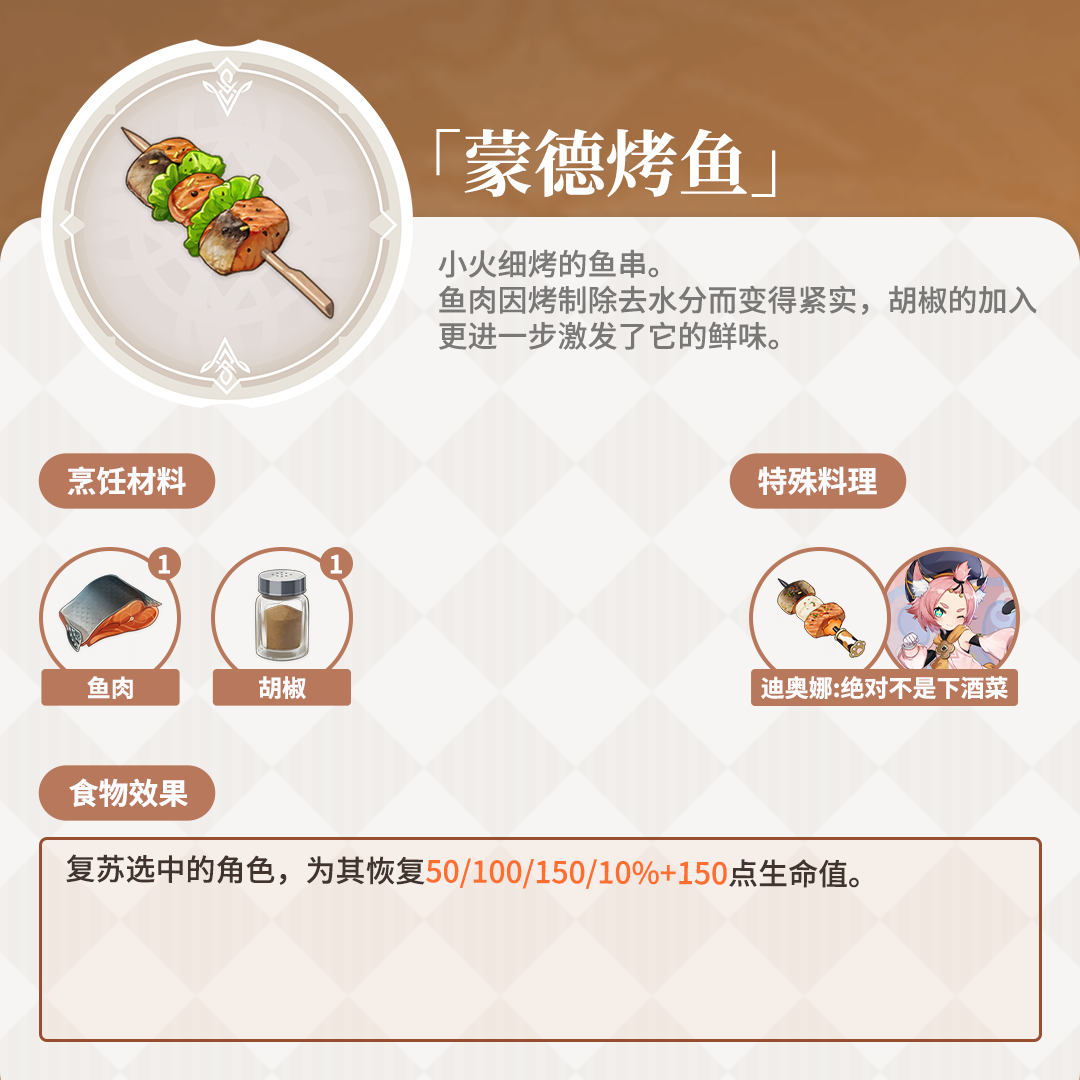 「蒙德烤鱼」
小火细烤的鱼串。
鱼肉因烤制除去水分而变得紧实，胡椒的加入
更进一步激发了它的鲜味。
烹饪材料
特殊料理
1
1
鱼肉
胡椒
迪奥娜:绝对不是下酒菜
食物效果
复苏选中的角色，为其恢复50/100/150/10%+150点生命值。